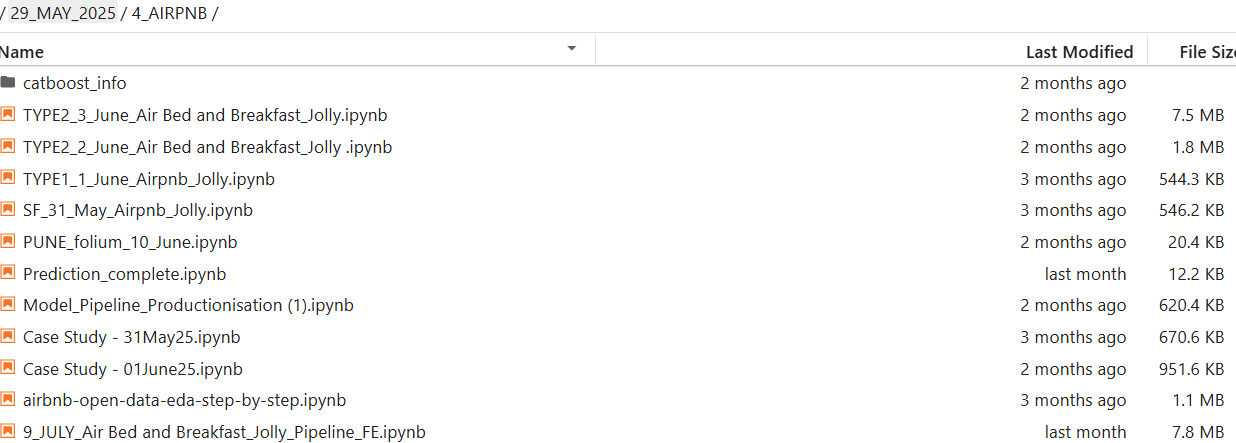 / 29_MAY_2025 / 4_AIRPNB /
Name Last Modified File Size
catboost_info 2 months ago
TYPE2_3_June_Air Bed and Breakfast_Jolly.ipynb 2 months ago 7.5 MB
TYPE2_2_June_Air Bed and Breakfast_Jolly .ipynb 2 months ago 1.8 MB
TYPE1_1_June_Airpnb_Jolly.ipynb 3 months ago 544.3 KB
SF_31_May_Airpnb_Jolly.ipynb 3 months ago 546.2 KB
PUNE_folium_10_June.ipynb 2 months ago 20.4 KB
Prediction_complete.ipynb last month 12.2 KB
Model_Pipeline_Productionisation (1).ipynb 2 months ago 620.4 KB
Case Study - 31May25.ipynb 3 months ago 670.6 KB
Case Study - 01June25.ipynb 2 months ago 951.6 KB
airbnb-open-data-eda-step-by-step.ipynb 3 months ago 1.1 MB
9_JULY_Air Bed and Breakfast_Jolly_Pipeline_FE.ipynb last month 7.8 MB